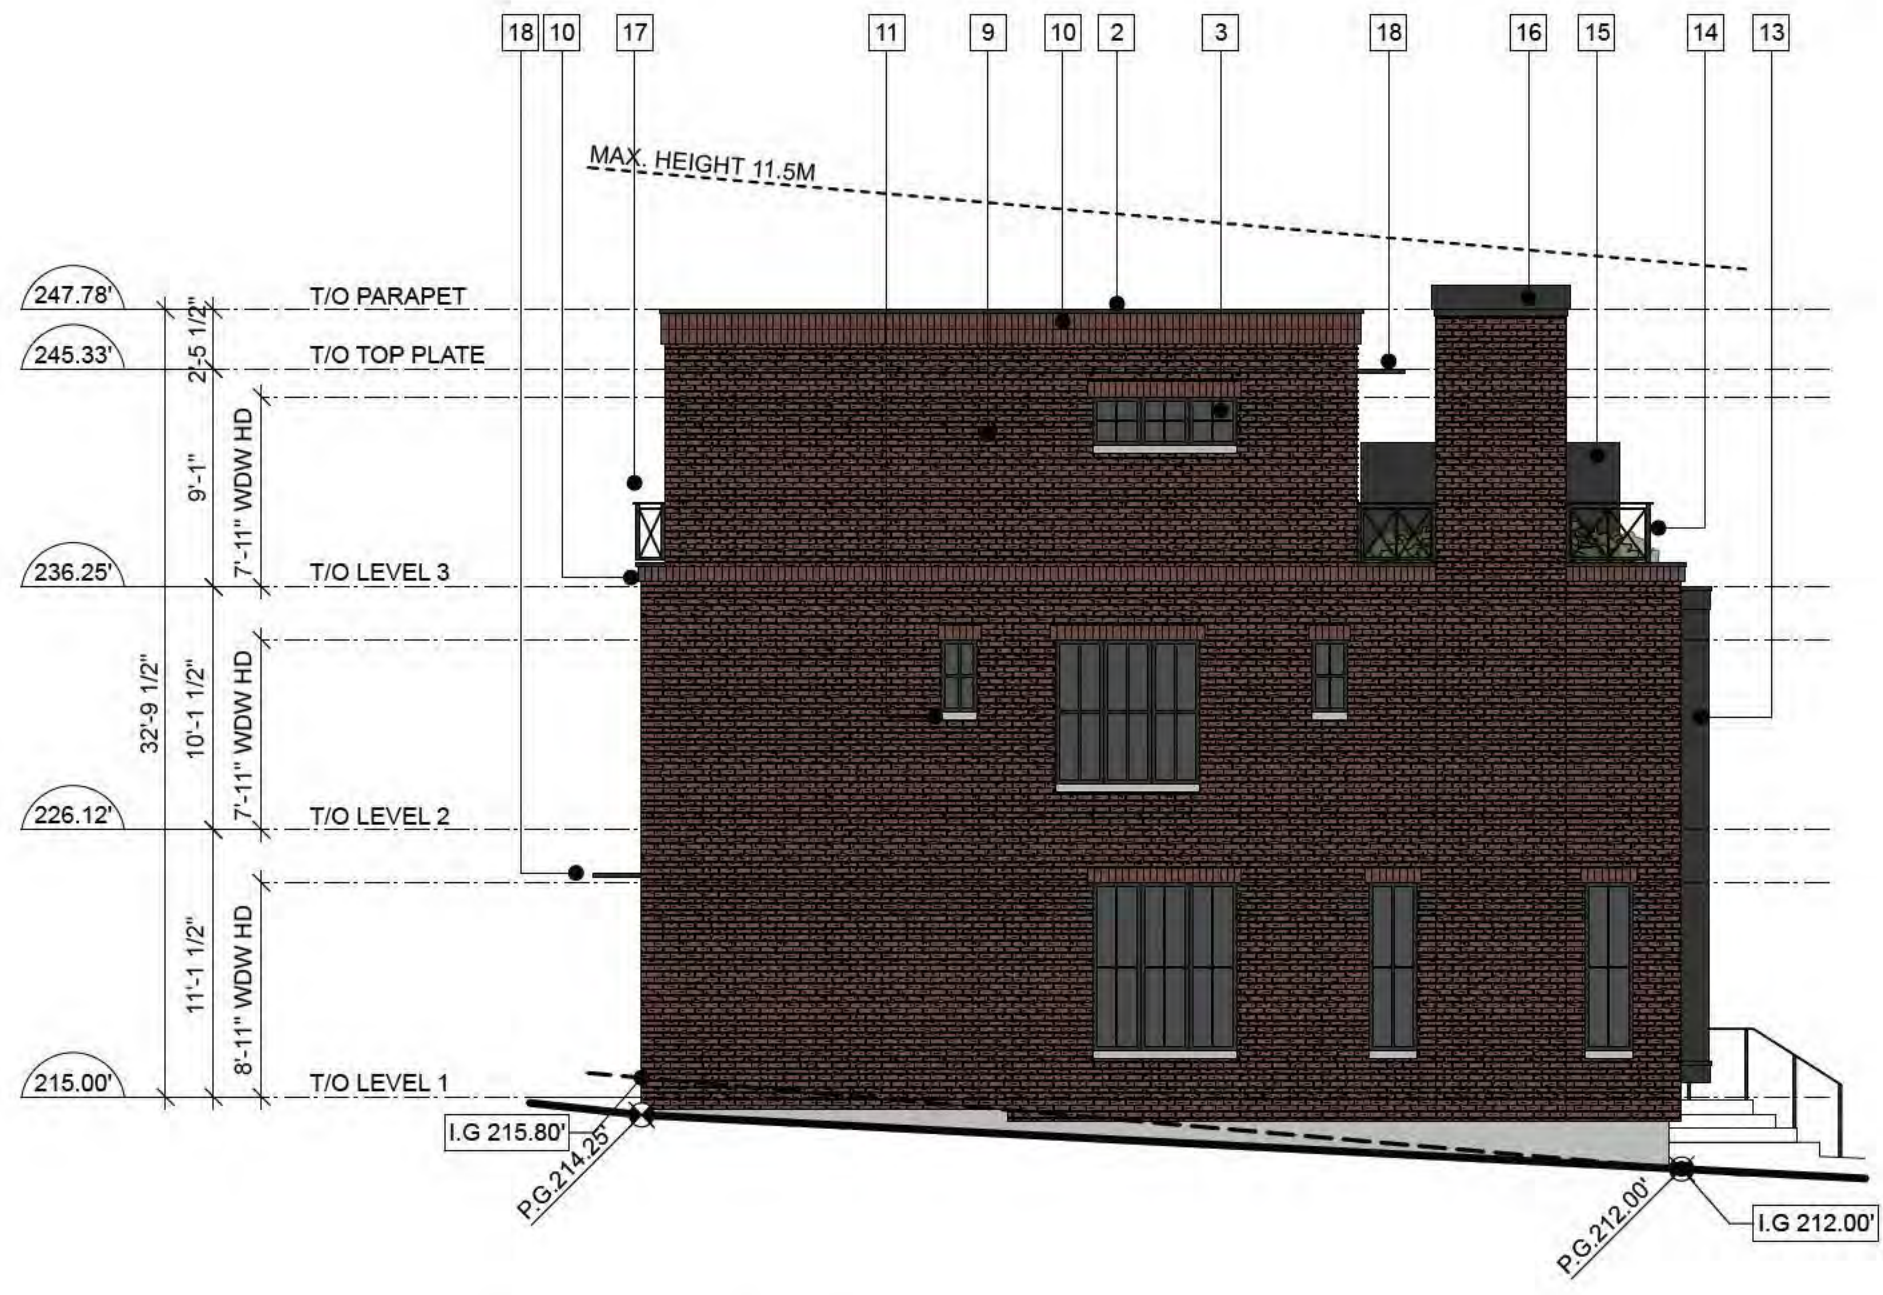 18 10 17 11 9 10 2 3 18 16 15 14 13
MAX. HEIGHT 11.5M
247.78' T/O PARAPET
2'-5 1/2"
245.33' T/O TOP PLATE
9'-1"
7'-11" WDW HD
236.25' T/O LEVEL 3
32'-9 1/2"
10'-1 1/2"
7'-11" WDW HD
226.12' T/O LEVEL 2
11'-1 1/2"
8'-11" WDW HD
215.00' T/O LEVEL 1
I.G 215.80'
P.G.214.25'
P.G.212.00'
I.G 212.00'